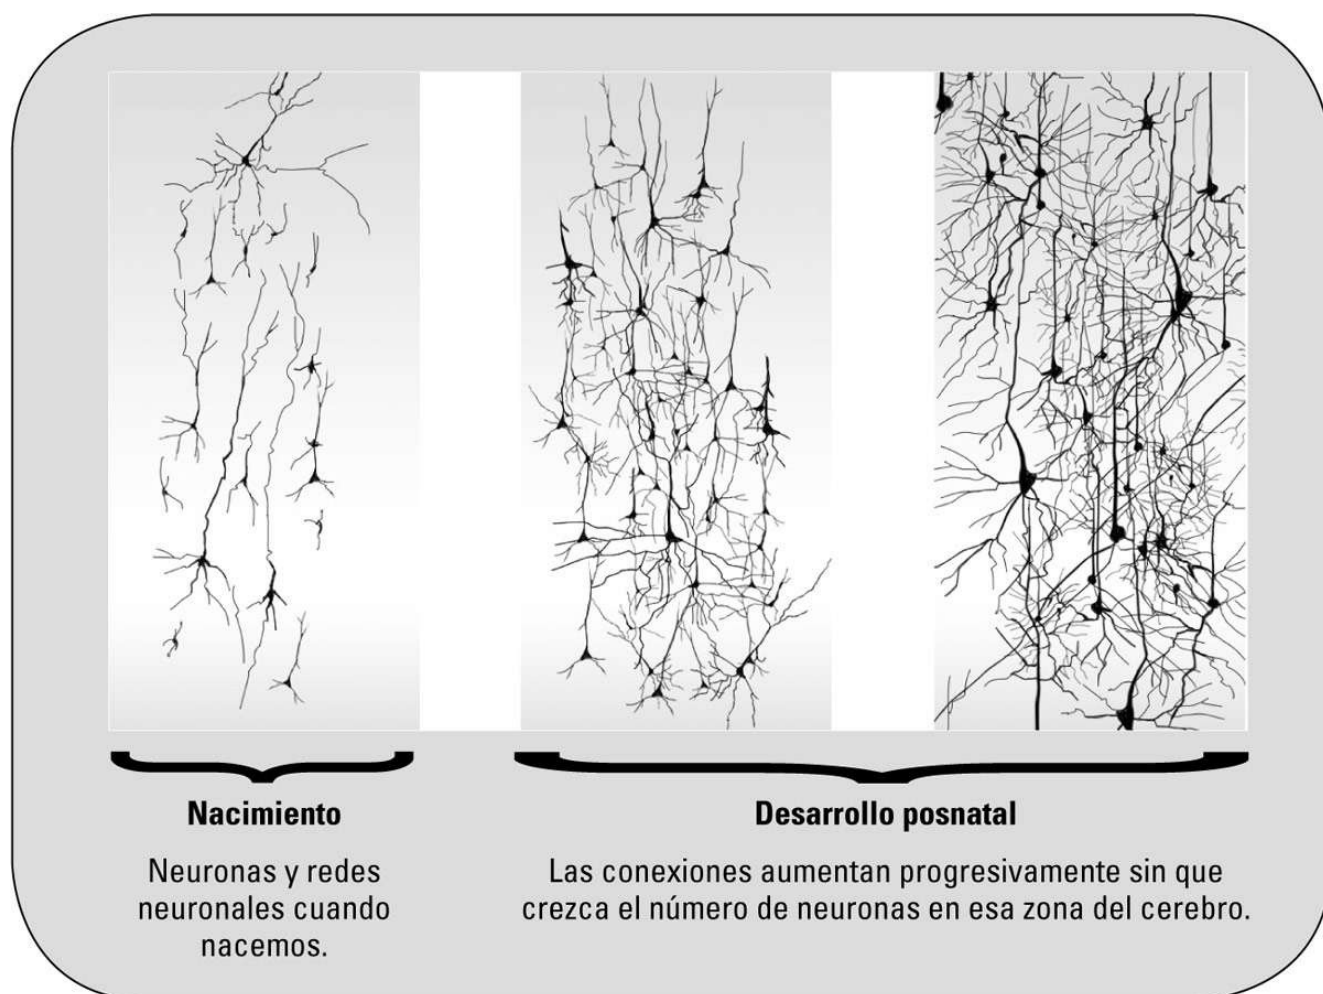 Nacimiento
Neuronas y redes
neuronales cuando
nacemos.
Desarrollo posnatal
Las conexiones aumentan progresivamente sin que
crezca el número de neuronas en esa zona del cerebro.